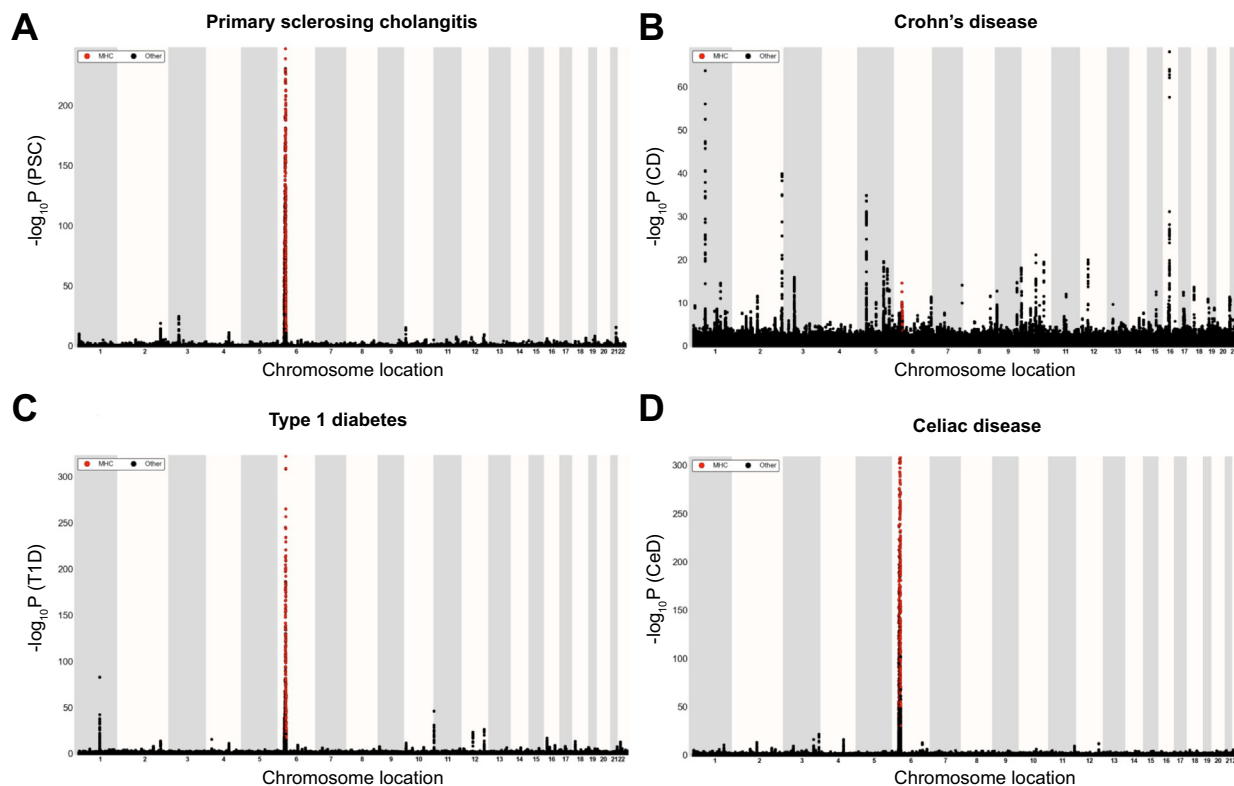 A
Primary sclerosing cholangitis
MHC Other
-log10P (PSC)
200
150
100
50
0
1 2 3 4 5 6 7 8 9 10 11 12 13 14 15 16 17 18 19 20 21 22
Chromosome location
B
Crohn's disease
MHC Other
-log10P (CD)
60
50
40
30
20
10
0
1 2 3 4 5 6 7 8 9 10 11 12 13 14 15 16 17 18 19 20 2
Chromosome location
C
Type 1 diabetes
MHC Other
-log10P (T1D)
300
250
200
150
100
50
0
1 2 3 4 5 6 7 8 9 10 11 12 13 14 15 16 17 18 19 20 21 22
Chromosome location
D
Celiac disease
MHC Other
-log10P (CeD)
300
250
200
150
100
50
0
1 2 3 4 5 6 7 8 9 10 11 12 13 14 15 16 17 18 19 20 212
Chromosome location